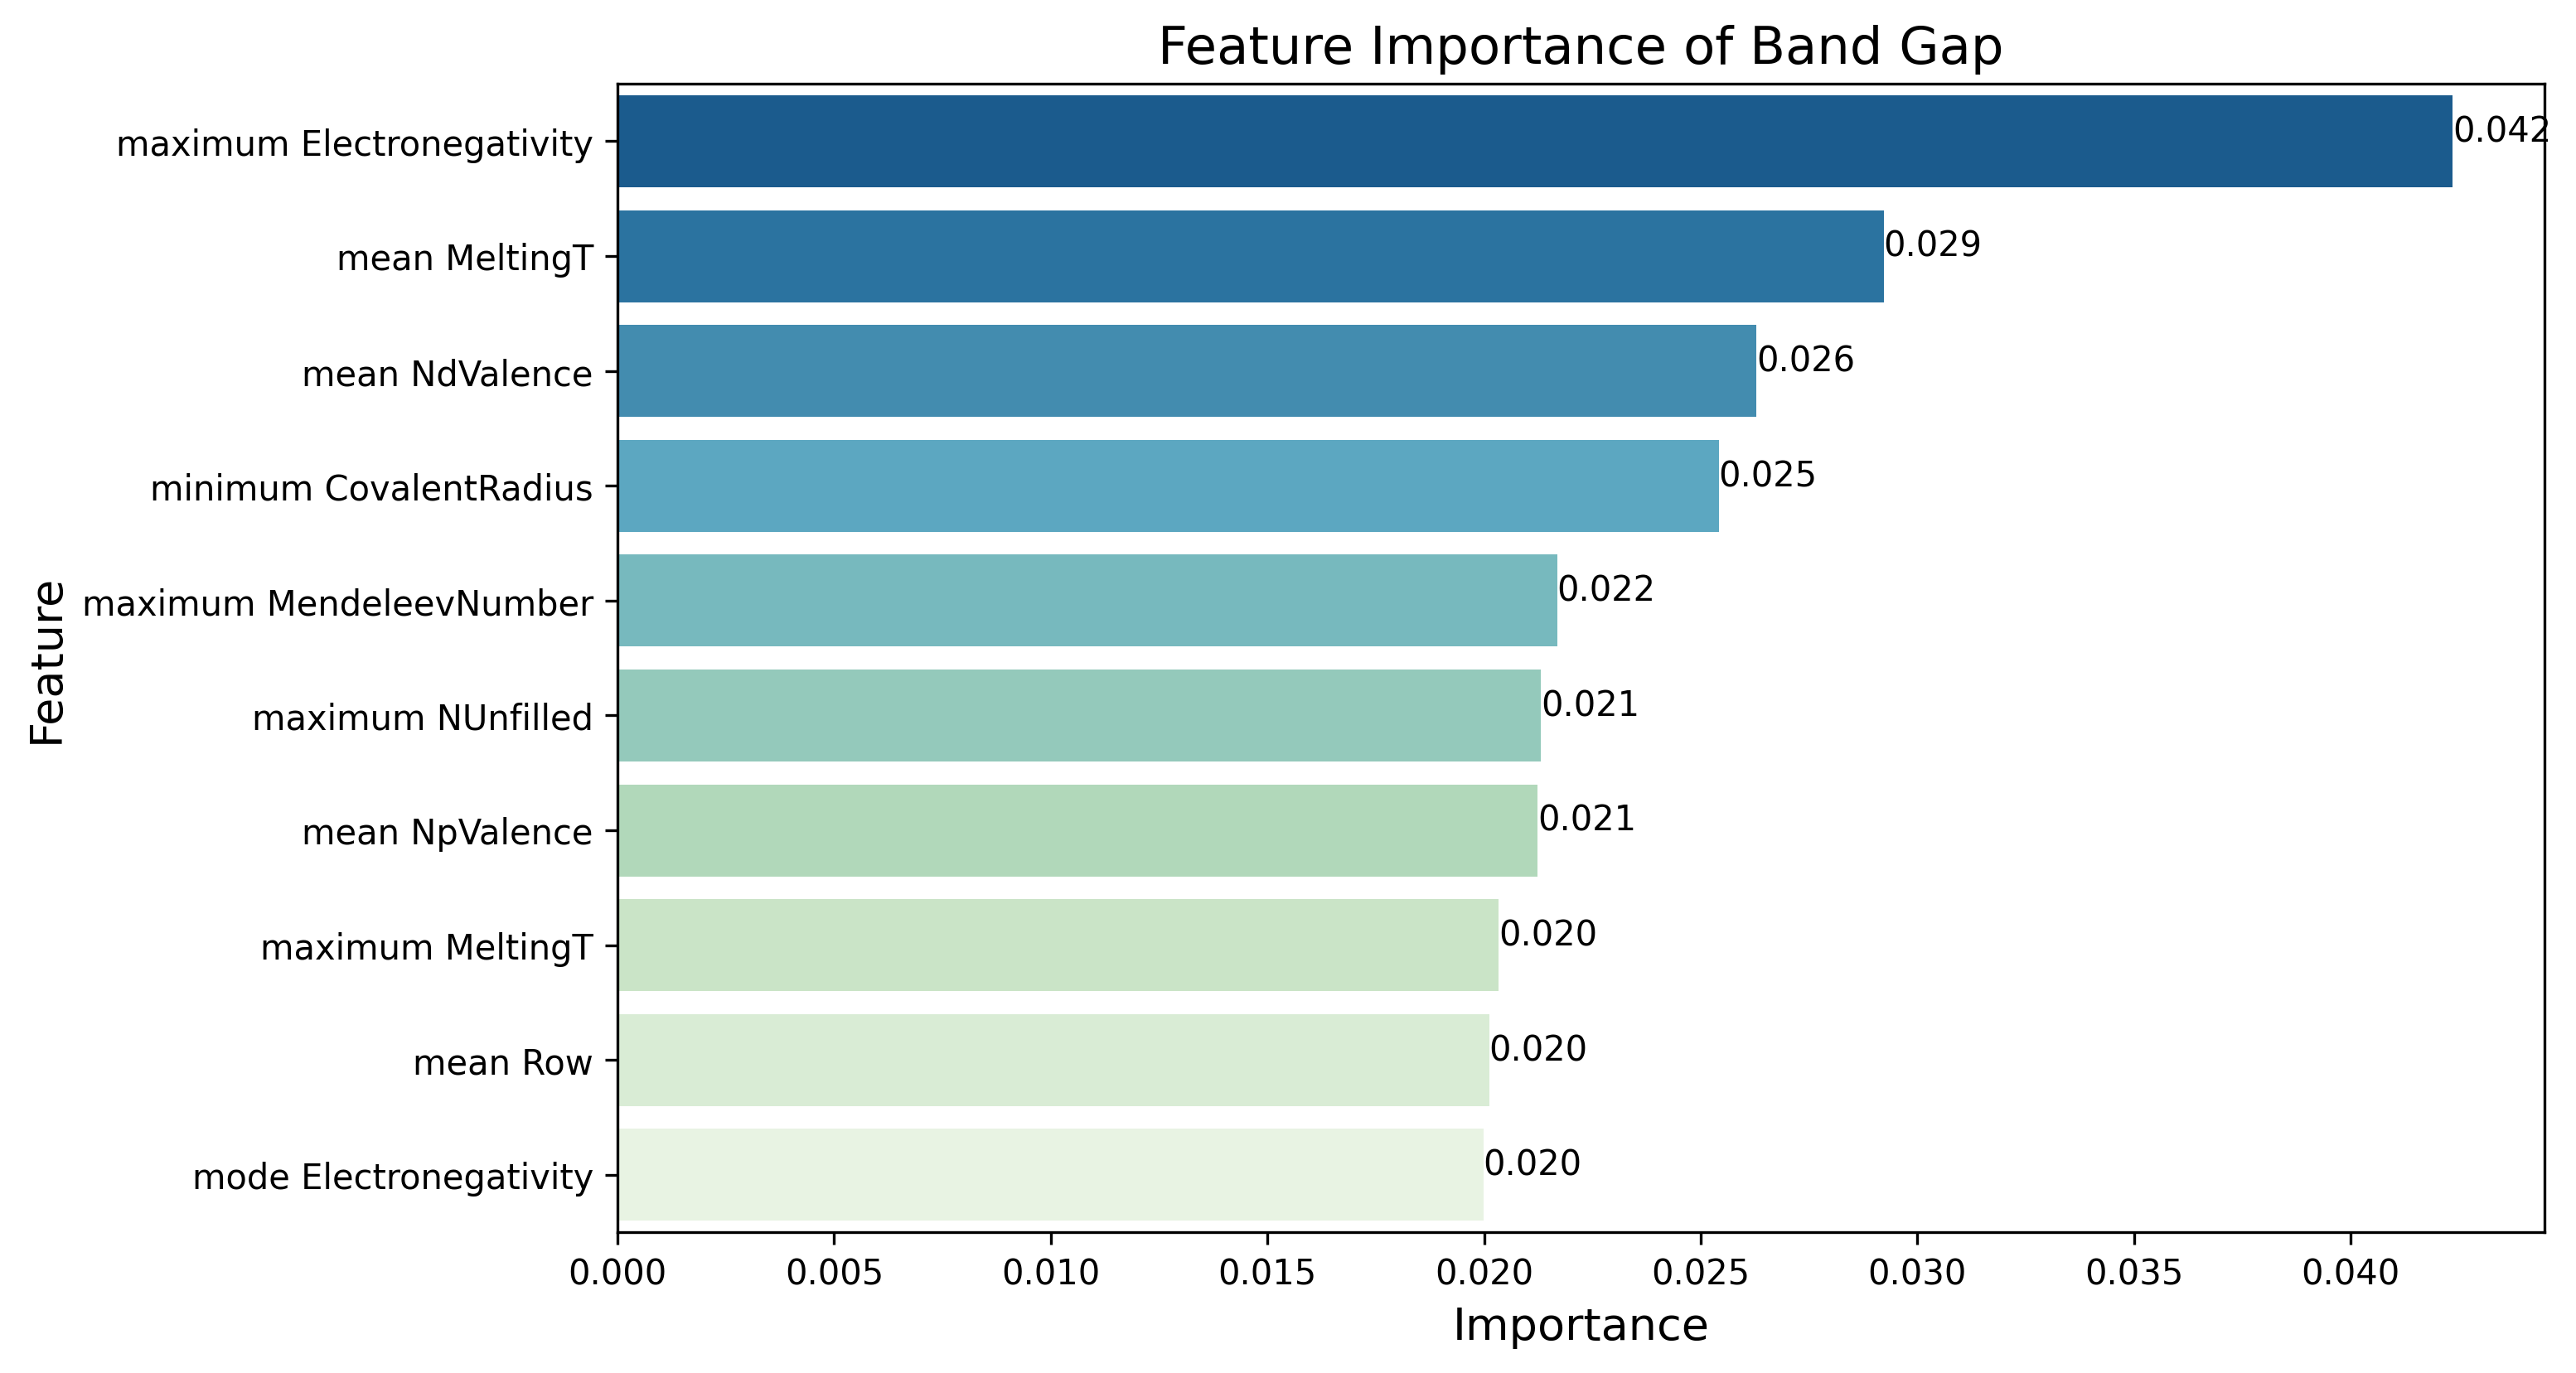 Feature Importance of Band Gap
Feature
maximum Electronegativity 0.042
mean MeltingT 0.029
mean NdValence 0.026
minimum CovalentRadius 0.025
maximum MendeleevNumber 0.022
maximum NUnfilled 0.021
mean NpValence 0.021
maximum MeltingT 0.020
mean Row 0.020
mode Electronegativity 0.020
0.000 0.005 0.010 0.015 0.020 0.025 0.030 0.035 0.040
Importance